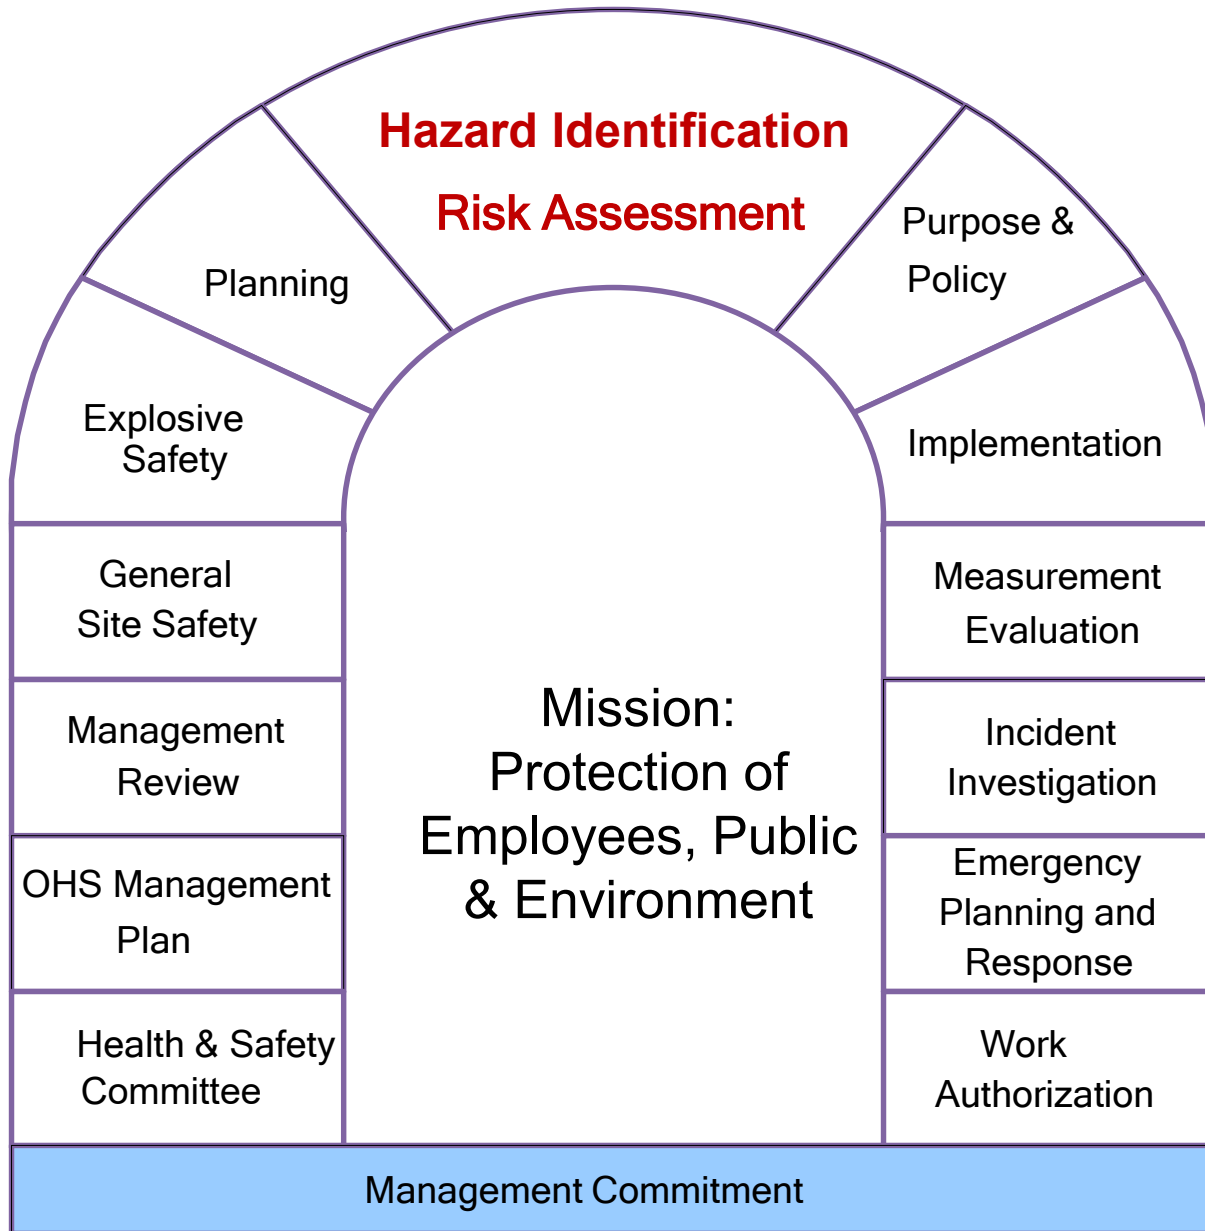 Hazard Identification
Risk Assessment
Purpose &
Policy
Planning
Explosive
Safety
Implementation
General
Site Safety
Measurement
Evaluation
Management
Review
Incident
Investigation
Mission:
Protection of
Employees, Public
& Environment
OHS Management
Plan
Emergency
Planning and
Response
Health & Safety
Committee
Work
Authorization
Management Commitment